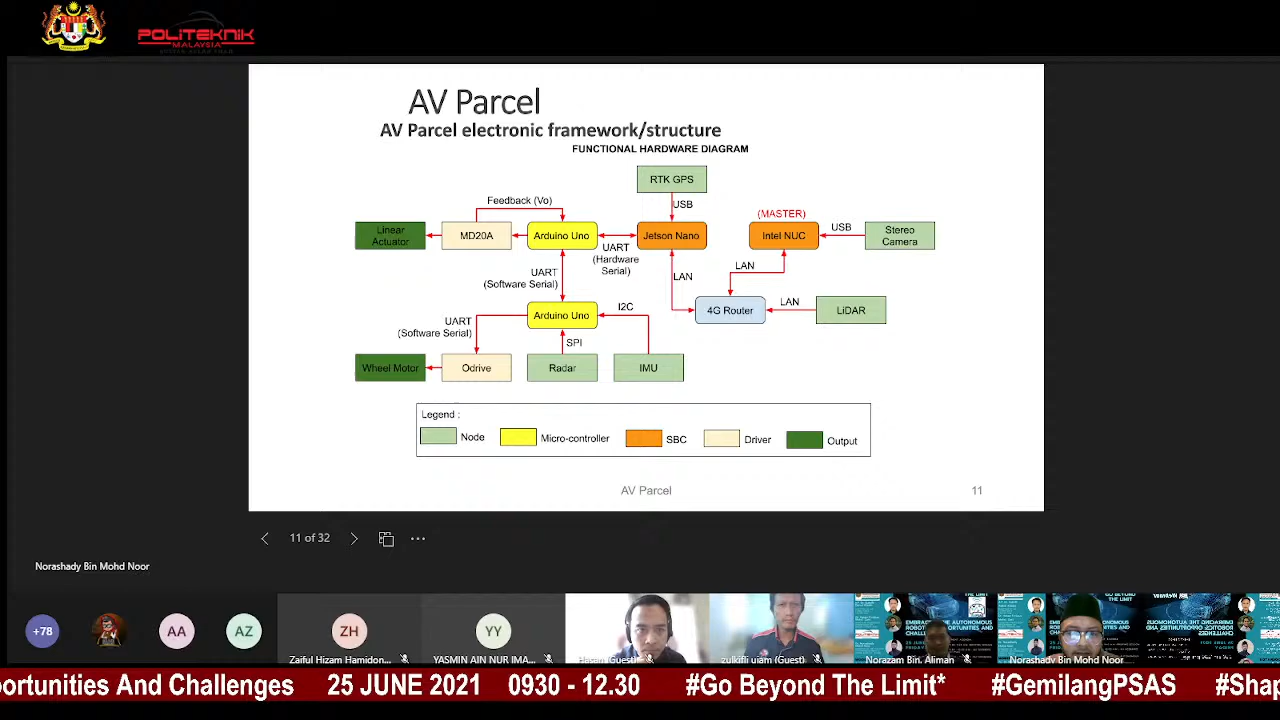 POLITEKNIK
MALAYSIA
AV Parcel
AV Parcel electronic framework/structure
FUNCTIONAL HARDWARE DIAGRAM
RTK GPS
USB
Feedback (Vo)
(MASTER)
Linear
Actuator
MD20A
Arduino Uno
Jetson Nano
Intel NUC
USB
Stereo
Camera
UART
(Hardware
Serial)
UART
(Software Serial)
LAN
LAN
LAN
4G Router
LiDAR
I2C
Arduino Uno
UART
(Software Serial)
SPI
Wheel Motor
Odrive
Radar
IMU
Legend :
Node
Micro-controller
SBC
Driver
Output
AV Parcel
11
11 of 32
Norashady Bin Mohd Noor
+78
AA
AZ
ZH
YY
Zaiful Hizam Hamidon...
YASMIN AIN NUR IMA...
Hasan (Guest)
zulkifli ujam (Guest)
Norazam Bin. Aliman
Norashady Bin Mohd Noor
portunities And Challenges 25 JUNE 2021 0930 - 12.30 #Go Beyond The Limit* #GemilangPSAS #Shap